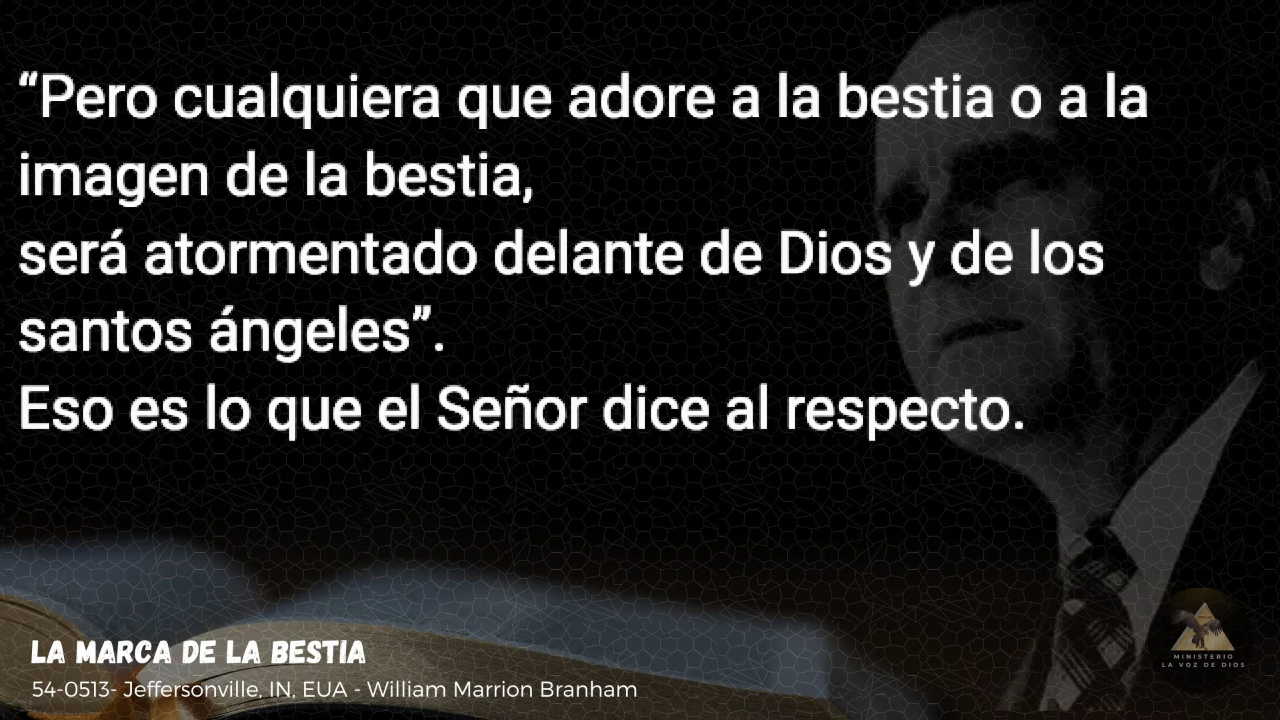 “Pero cualquiera que adore a la bestia o a la
imagen de la bestia,
será atormentado delante de Dios y de los
santos ángeles”.
Eso es lo que el Señor dice al respecto.
LA MARCA DE LA BESTIA
54-0513- Jeffersonville, IN, EUA - William Marrion Branham
MINISTERIO
LA VOZ DE DIOS